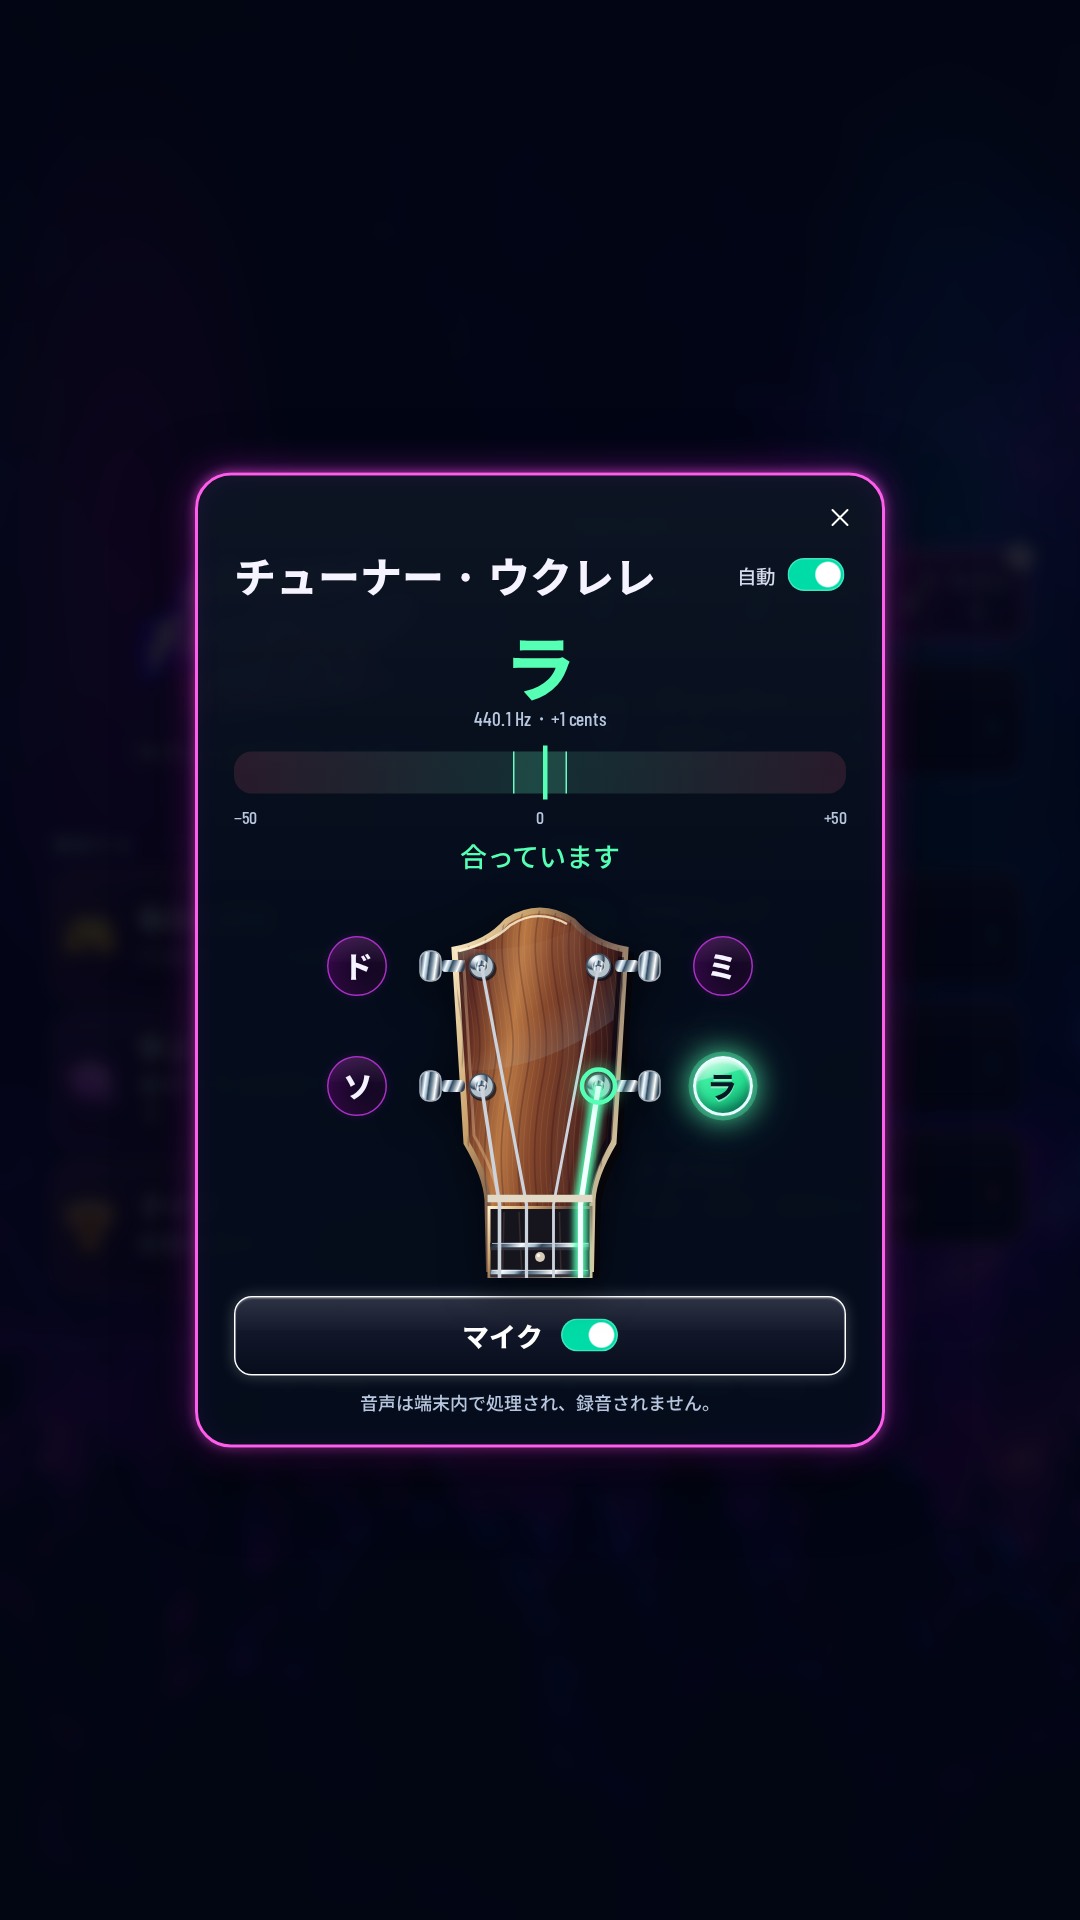 チューナー · ウクレレ
自動
ラ
440.1 Hz · +1 cents
−50 0 +50
合っています
ド ミ
ソ ラ
マイク
音声は端末内で処理され、録音されません。